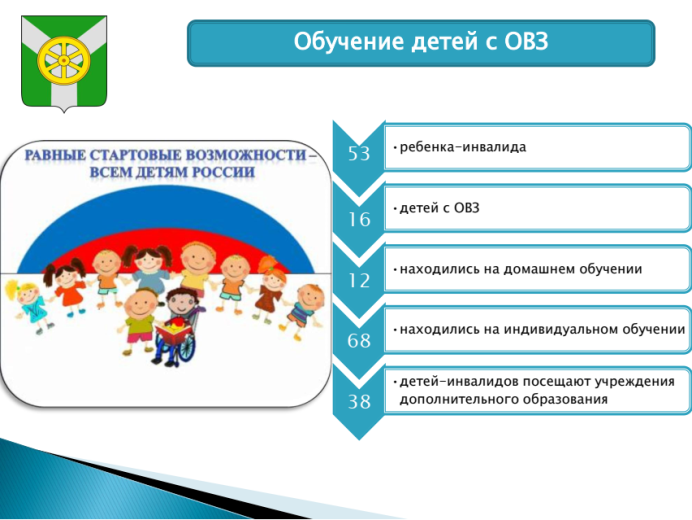 Обучение детей с ОВЗ
РАВНЫЕ СТАРТОВЫЕ ВОЗМОЖНОСТИ –
ВСЕМ ДЕТЯМ РОССИИ
53
•ребенка-инвалида
16
•детей с ОВЗ
12
•находились на домашнем обучении
68
•находились на индивидуальном обучении
38
•детей-инвалидов посещают учреждения
дополнительного образования